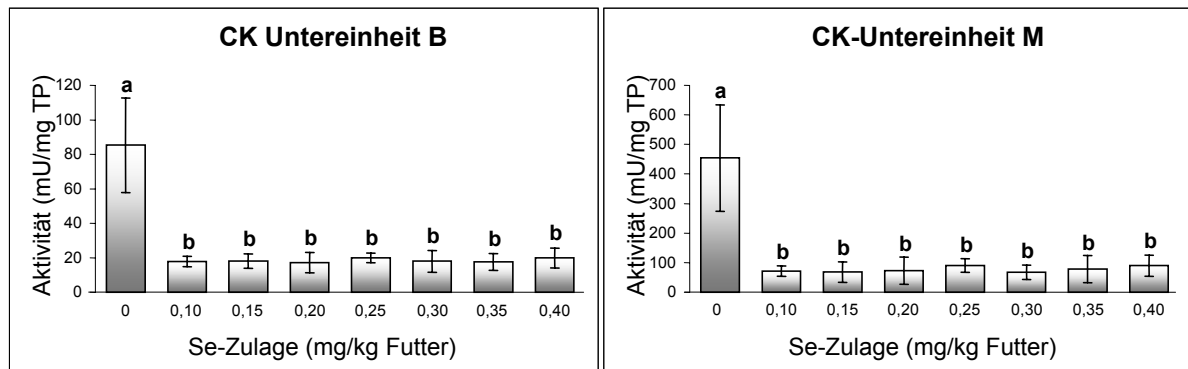 CK Untereinheit B
Aktivität (mU/mg TP)
120
100
80
60
40
20
0
a
b b b b b b b
0 0,10 0,15 0,20 0,25 0,30 0,35 0,40
Se-Zulage (mg/kg Futter)
CK-Untereinheit M
Aktivität (mU/mg TP)
700
600
500
400
300
200
100
0
a
b b b b b b b
0 0,10 0,15 0,20 0,25 0,30 0,35 0,40
Se-Zulage (mg/kg Futter)